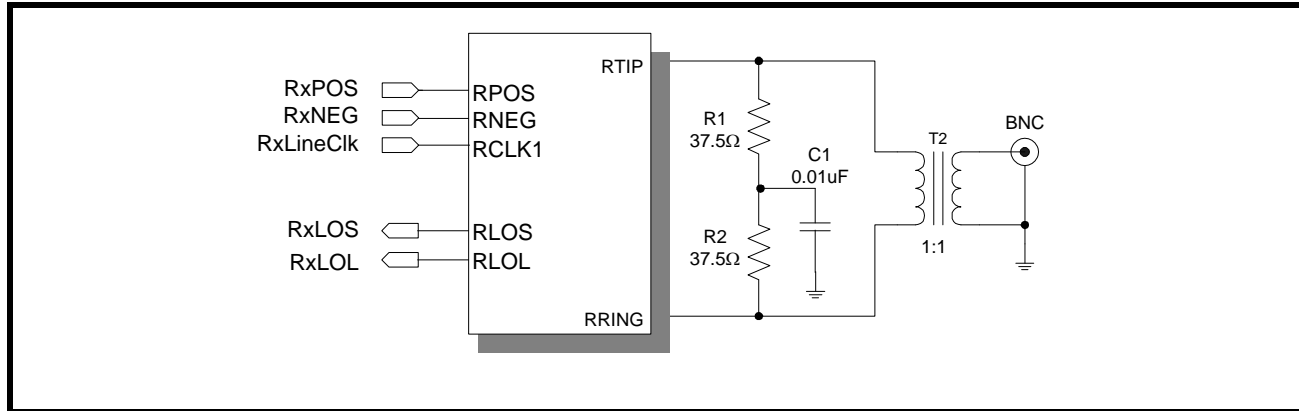 RxPOS
RxNEG
RxLineClk
RxLOS
RxLOL
RPOS
RNEG
RCLK1
RLOS
RLOL
RTIP
RRING
R1
37.5Ω
R2
37.5Ω
C1
0.01uF
T2
1:1
BNC